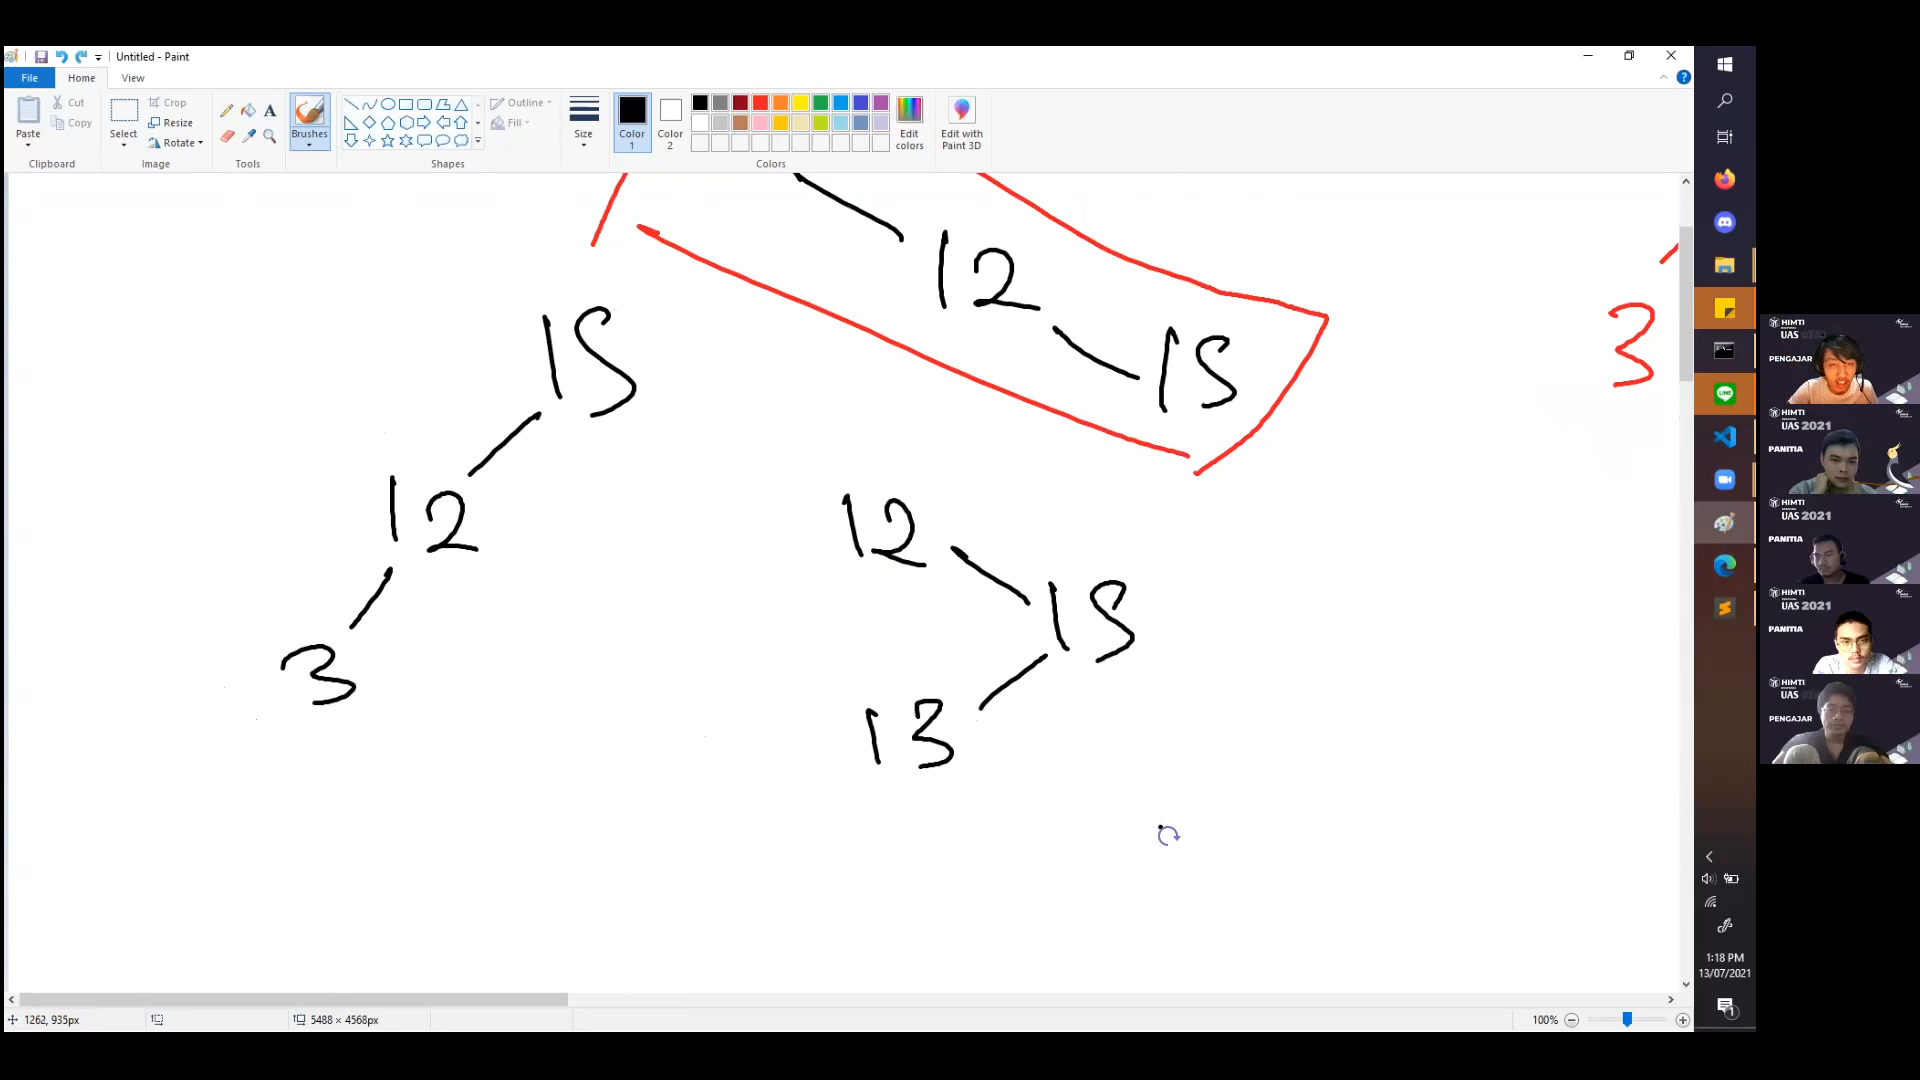 Untitled - Paint
File
Home
View
Paste
Cut
Copy
Clipboard
Select
Crop
Resize
Rotate
Image
Tools
Brushes
Outline
Fill
Shapes
Size
Color 1
Color 2
Colors
Edit colors
Edit with Paint 3D
12
15
15
12
3
12
15
13
3
HIMTI
UAS
PENGAJAR
HIMTI
UAS 2021
PANITIA
HIMTI
UAS 2021
PANITIA
HIMTI
UAS 2021
PANITIA
HIMTI
UAS
PENGAJAR
1:18 PM
13/07/2021
1
1262, 935px
5488 × 4568px
100%